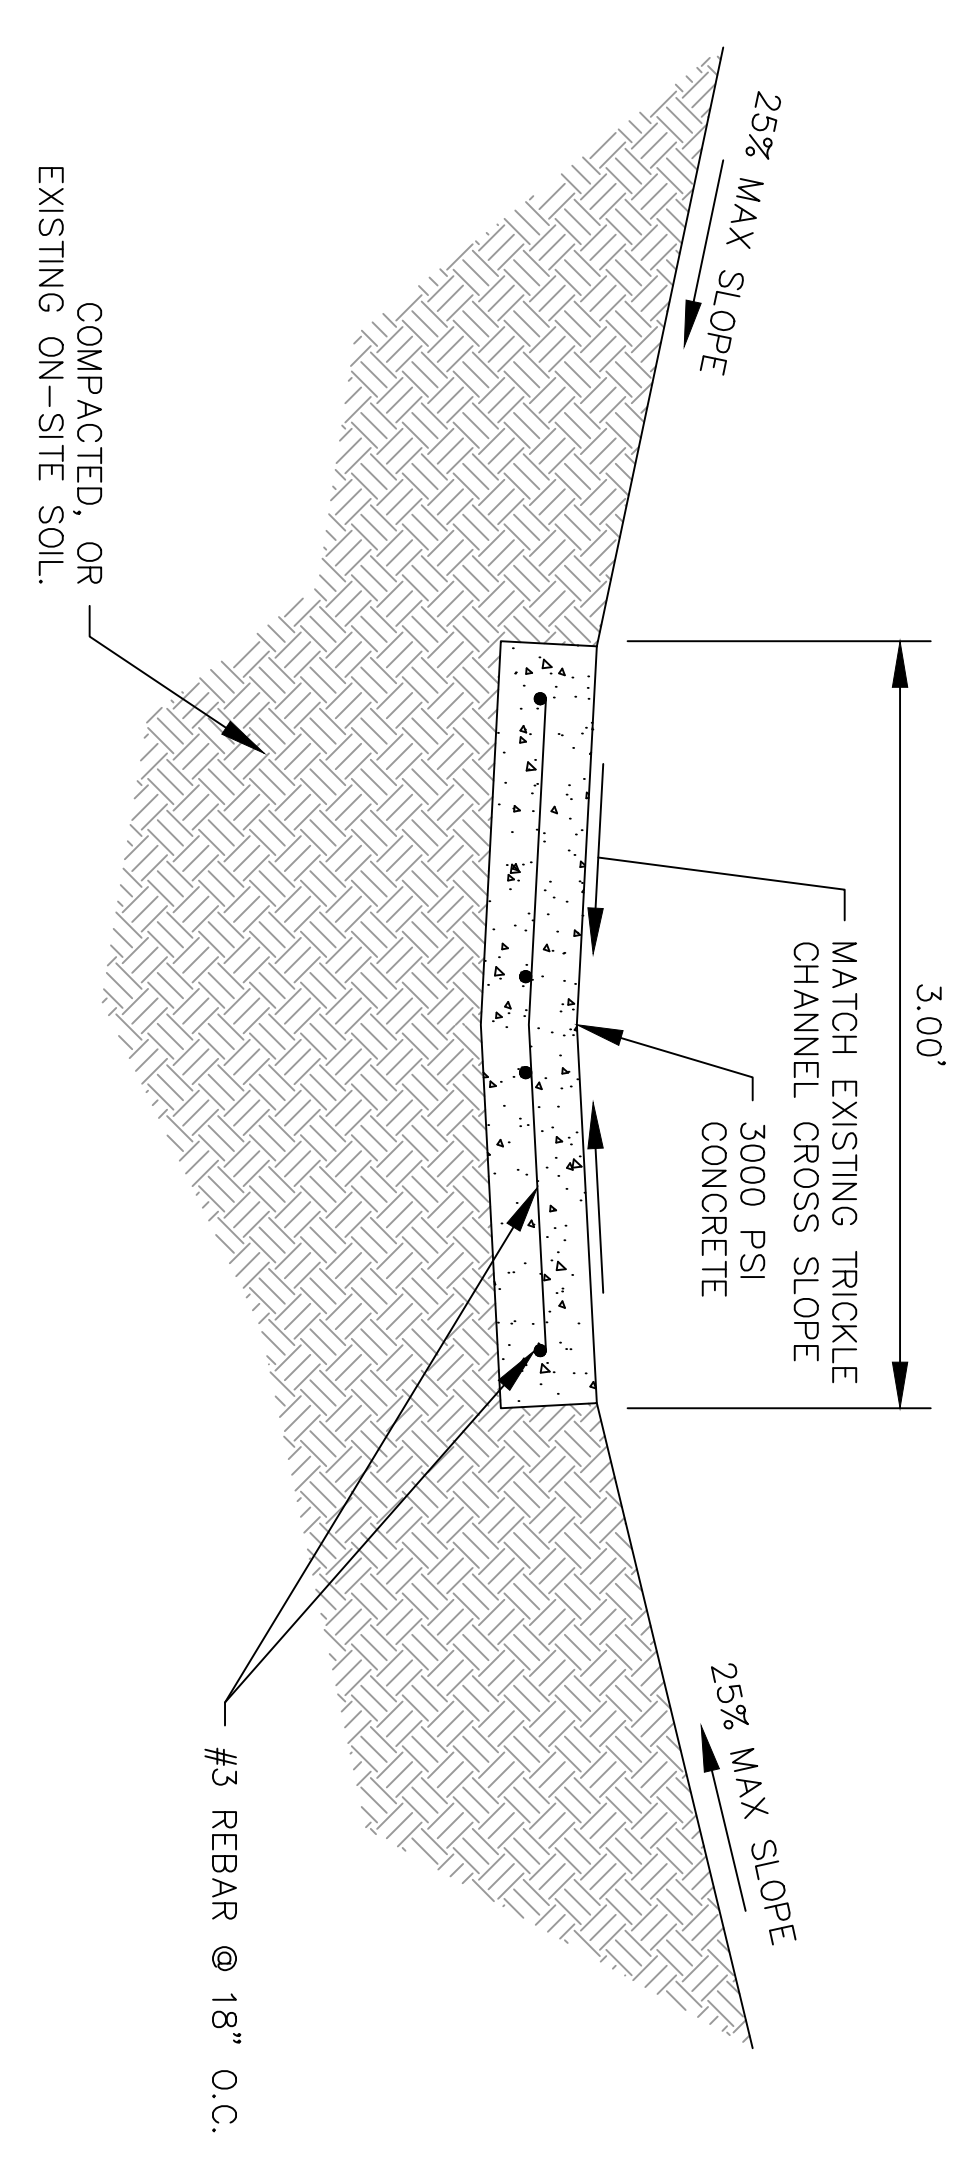 3.00'
MATCH EXISTING TRICKLE
CHANNEL CROSS SLOPE
25% MAX SLOPE
3000 PSI
CONCRETE
25% MAX SLOPE
#3 REBAR @ 18" O.C.
COMPACTED, OR
EXISTING ON-SITE SOIL.